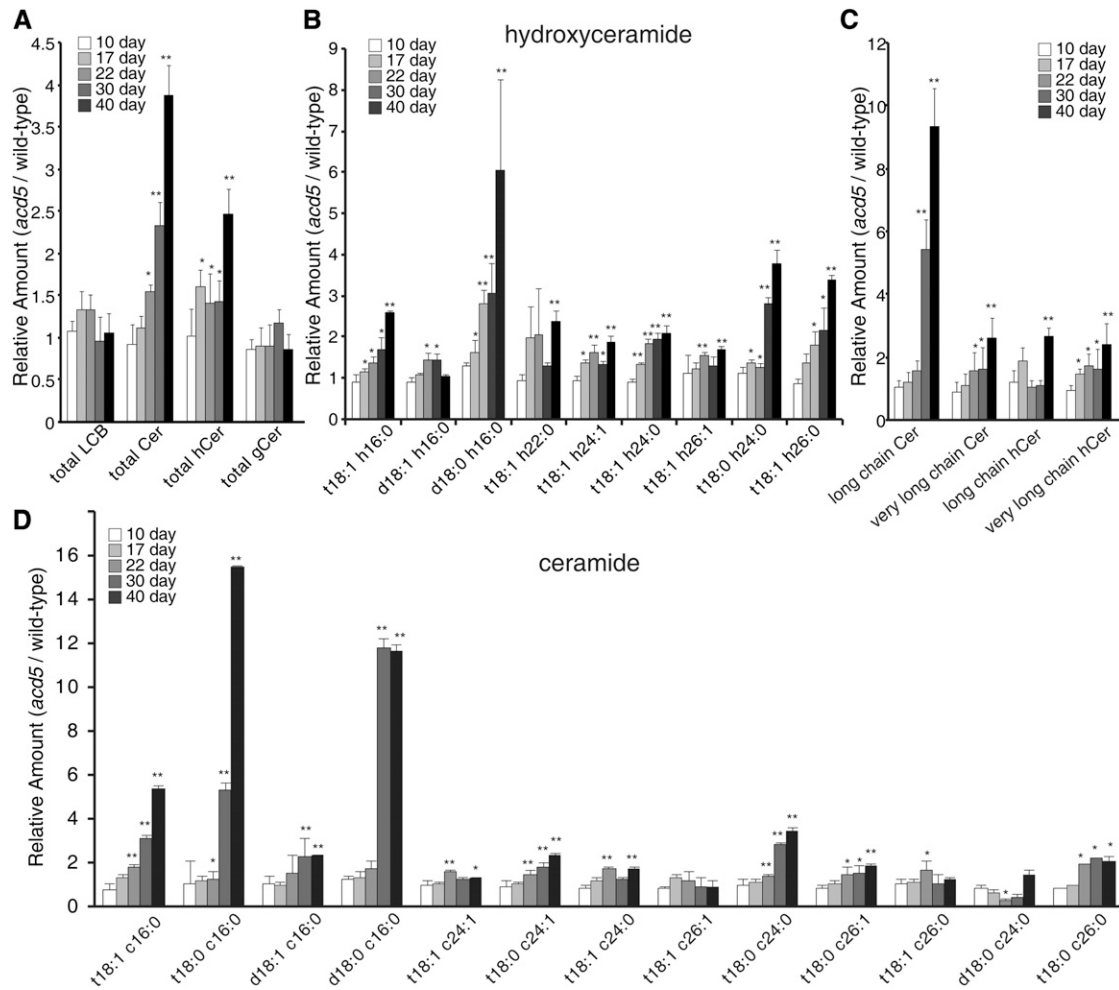 A
Relative Amount (acd5 / wild-type)
4.5
4
3.5
3
2.5
2
1.5
1
0.5
0
10 day
17 day
22 day
30 day
40 day
** 
** 
* 
** 
* * *
total LCB
total Cer
total hCer
total gCer
B
hydroxyceramide
Relative Amount (acd5 / wild-type)
9
8
7
6
5
4
3
2
1
0
10 day
17 day
22 day
30 day
40 day
t18:1 h16:0
d18:1 h16:0
d18:0 h16:0
t18:1 h22:0
t18:1 h24:1
t18:1 h24:0
t18:1 h26:1
t18:0 h24:0
t18:1 h26:0
C
Relative Amount (acd5 / wild-type)
12
10
8
6
4
2
0
10 day
17 day
22 day
30 day
40 day
long chain Cer
very long chain Cer
long chain hCer
very long chain hCer
D
ceramide
Relative Amount (acd5 / wild-type)
16
14
12
10
8
6
4
2
0
10 day
17 day
22 day
30 day
40 day
t18:1 c16:0
t18:0 c16:0
d18:1 c16:0
d18:0 c16:0
t18:1 c24:1
t18:0 c24:1
t18:1 c24:0
t18:1 c26:1
t18:0 c24:0
t18:0 c26:1
t18:1 c26:0
d18:0 c24:0
t18:0 c26:0